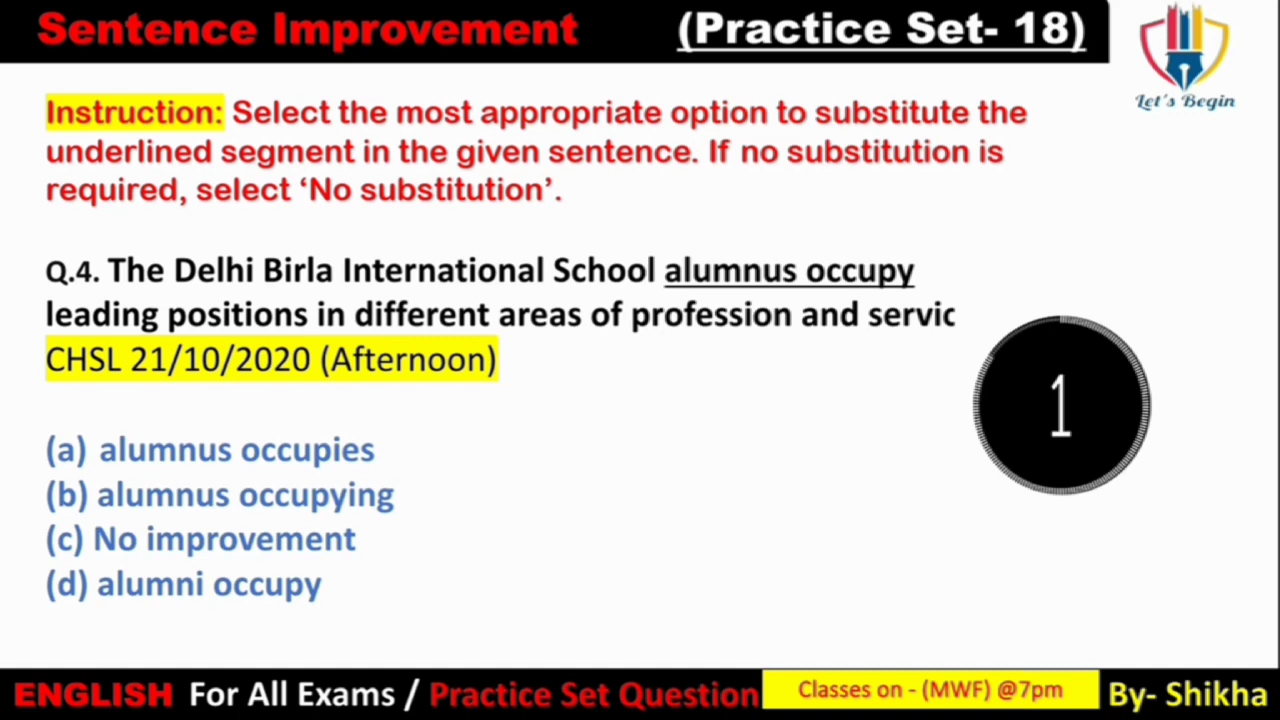 Sentence Improvement (Practice Set- 18)
Let's Begin
Instruction: Select the most appropriate option to substitute the
underlined segment in the given sentence. If no substitution is
required, select ‘No substitution’.
Q.4. The Delhi Birla International School alumnus occupy
leading positions in different areas of profession and servic
CHSL 21/10/2020 (Afternoon)
1
(a) alumnus occupies
(b) alumnus occupying
(c) No improvement
(d) alumni occupy
ENGLISH For All Exams / Practice Set Question Classes on - (MWF) @7pm By- Shikha